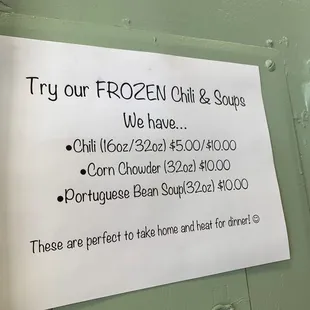 Try our FROZEN Chili & Soups
We have...
•Chili (16oz/32oz) $5.00/$10.00
•Corn Chowder (32oz) $10.00
•Portuguese Bean Soup(32oz) $10.00
These are perfect to take home and heat for dinner! ☺